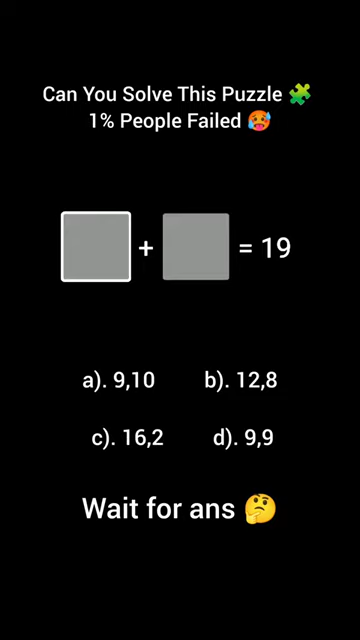 Can You Solve This Puzzle 🧩
1% People Failed 🥵
+ = 19
a). 9,10 b). 12,8
c). 16,2 d). 9,9
Wait for ans 🤔